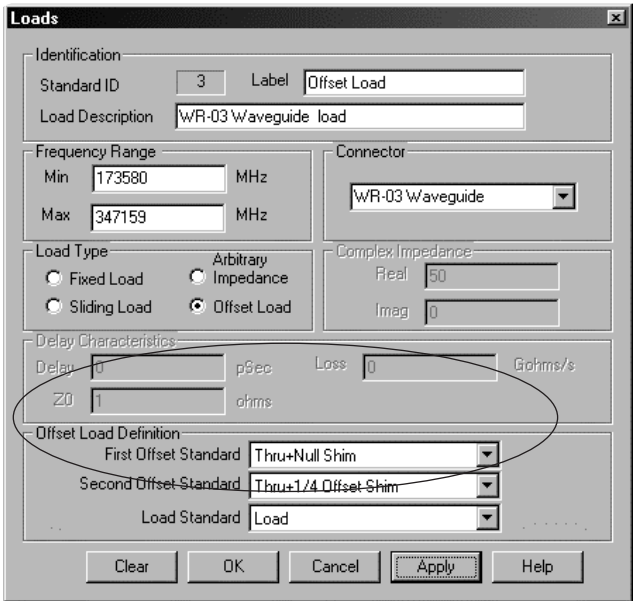 Loads
Identification
Standard ID 3 Label Offset Load
Load Description WR-03 Waveguide load
Frequency Range
Min 173580 MHz
Max 347159 MHz
Connector
WR-03 Waveguide
Load Type
Fixed Load
Arbitrary
Impedance
Sliding Load
Offset Load
Complex Impedance
Real 50
Imag 0
Delay Characteristics
Delay 0 pSec Loss 0 Gohms/s
Z0 1 ohms
Offset Load Definition
First Offset Standard Thru+Null Shim
Second Offset Standard Thru+1/4 Offset Shim
Load Standard Load
Clear OK Cancel Apply Help